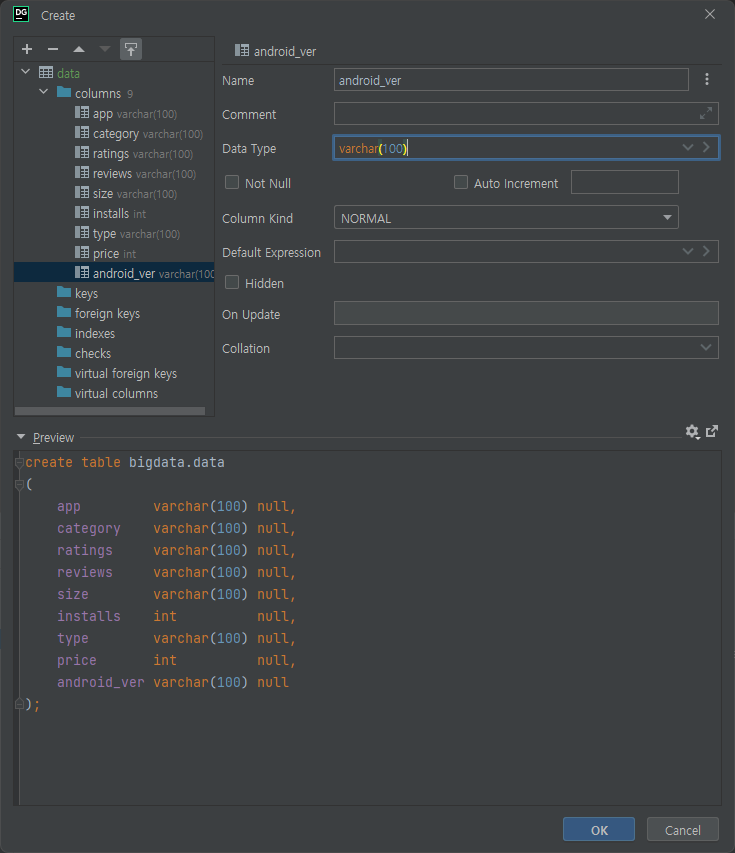 DG
Create
data
columns 9
app varchar(100)
category varchar(100)
ratings varchar(100)
reviews varchar(100)
size varchar(100)
installs int
type varchar(100)
price int
android_ver varchar(100
keys
foreign keys
indexes
checks
virtual foreign keys
virtual columns
android_ver
Name android_ver
Comment
Data Type varchar(100)
Not Null Auto Increment
Column Kind NORMAL
Default Expression
Hidden
On Update
Collation
Preview
create table bigdata.data
(
app varchar(100) null,
category varchar(100) null,
ratings varchar(100) null,
reviews varchar(100) null,
size varchar(100) null,
installs int null,
type varchar(100) null,
price int null,
android_ver varchar(100) null
);
OK Cancel